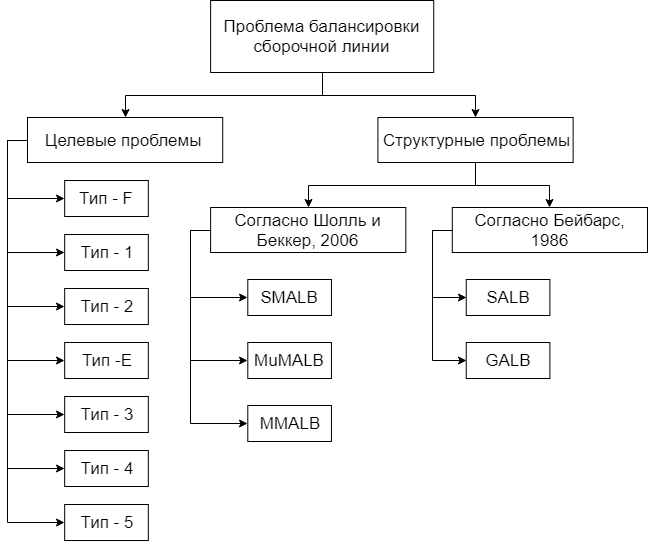 Проблема балансировки
сборочной линии
Целевые проблемы
Структурные проблемы
Тип - F
Тип - 1
Тип - 2
Тип -E
Тип - 3
Тип - 4
Тип - 5
Согласно Шолль и
Беккер, 2006
SMALB
MuMALB
MMALB
Согласно Бейбарс,
1986
SALB
GALB